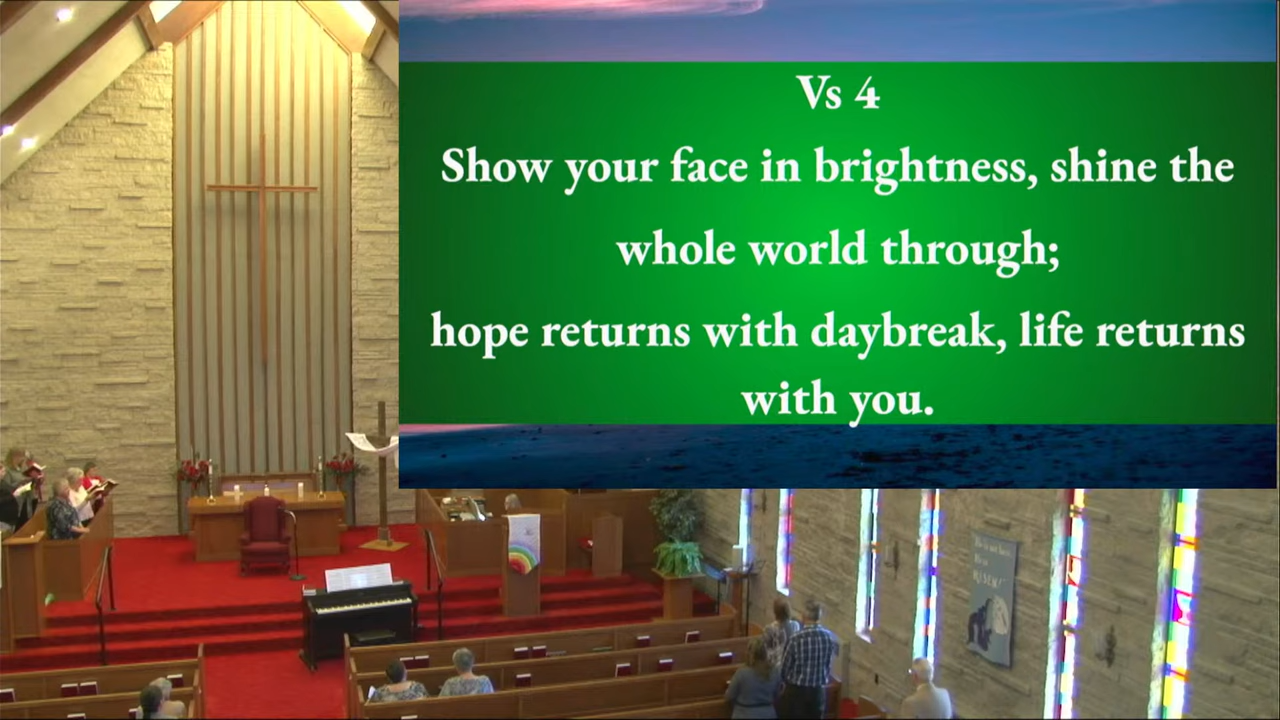 Vs 4
Show your face in brightness, shine the
whole world through;
hope returns with daybreak, life returns
with you.
RISEN!